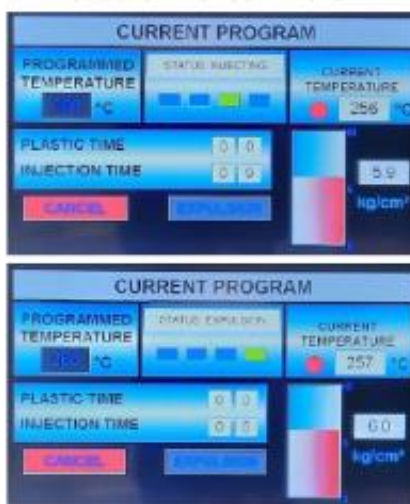 CURRENT PROGRAM
PROGRAMMED
TEMPERATURE
°C
STATUS: INJECTING
CURRENT
TEMPERATURE
256 °C
PLASTIC TIME 0 0
INJECTION TIME 0 9
CANCEL EXPULSION
5.9
kg/cm²
CURRENT PROGRAM
PROGRAMMED
TEMPERATURE
°C
STATUS: EXPULSION
CURRENT
TEMPERATURE
257 °C
PLASTIC TIME 0 0
INJECTION TIME 0 0
CANCEL EXPULSION
6.0
kg/cm²